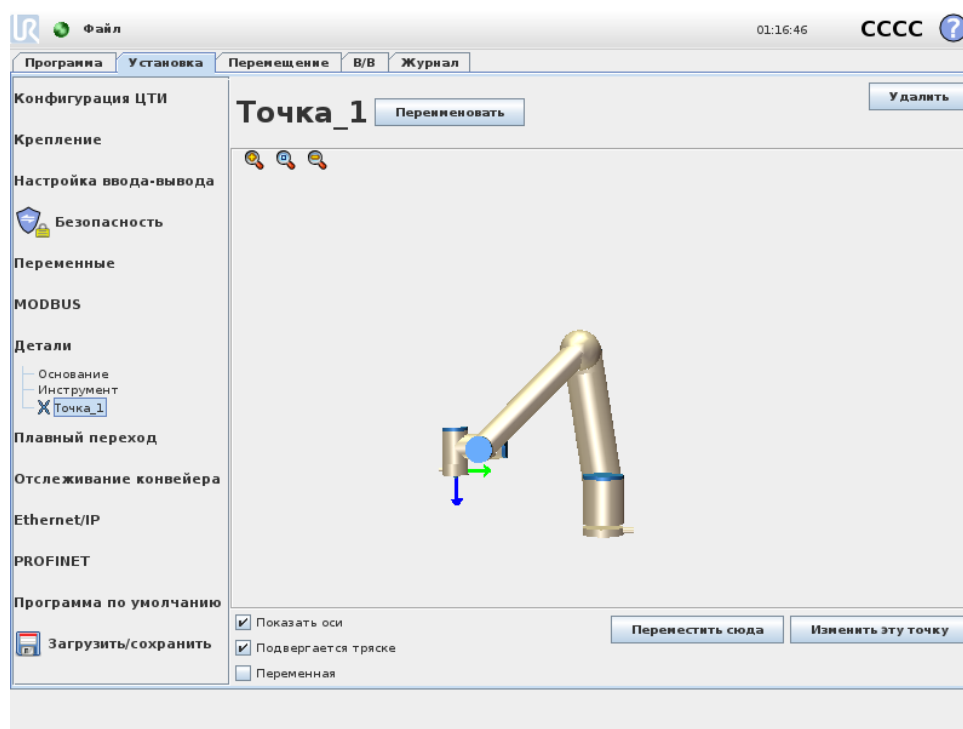 UR Файл 01:16:46 CCCC ?
Программа Установка Перемещение В/В Журнал
Конфигурация ЦТИ
Крепление
Настройка ввода-вывода
Безопасность
Переменные
MODBUS
Детали
Основание
Инструмент
Точка_1
Плавный переход
Отслеживание конвейера
Ethernet/IP
PROFINET
Программа по умолчанию
Загрузить/сохранить
Точка_1 Переименовать Удалить
Показать оси
Подвергается тряске
Переменная
Переместить сюда Изменить эту точку